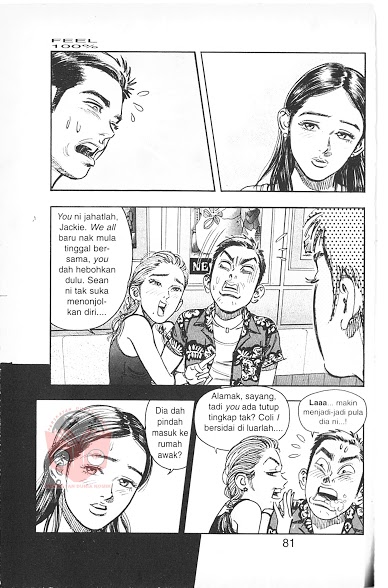 FEEL
100%
You ni jahatlah,
Jackie. We all
baru nak mula
tinggal ber-
sama, you
dah hebohkan
dulu. Sean
ni tak suka
menonjol-
kan diri....
NE
Dia dah
pindah
masuk ke
rumah
awak?
Alamak, sayang,
tadi you ada tutup
tingkap tak? Coli I
bersidai di luarlah....
Laaa... makin
menjadi-jadi pula
dia ni...!
81